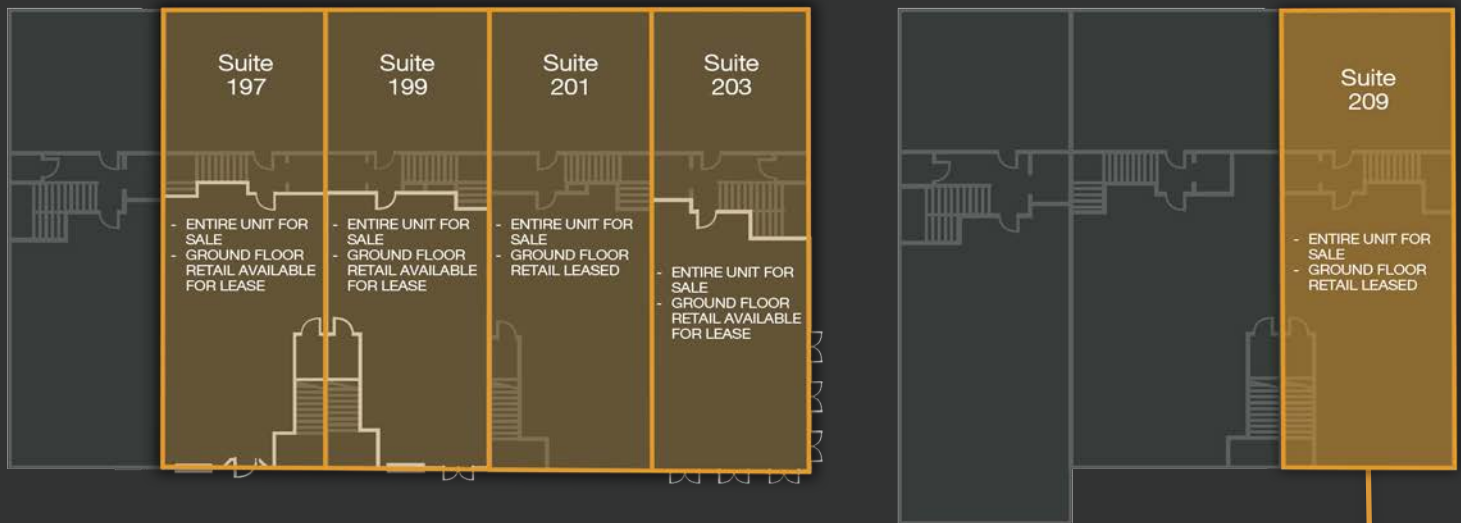 Suite
197
- ENTIRE UNIT FOR
SALE
- GROUND FLOOR
RETAIL AVAILABLE
FOR LEASE
Suite
199
- ENTIRE UNIT FOR
SALE
- GROUND FLOOR
RETAIL AVAILABLE
FOR LEASE
Suite
201
- ENTIRE UNIT FOR
SALE
- GROUND FLOOR
RETAIL LEASED
Suite
203
- ENTIRE UNIT FOR
SALE
- GROUND FLOOR
RETAIL AVAILABLE
FOR LEASE
Suite
209
- ENTIRE UNIT FOR
SALE
- GROUND FLOOR
RETAIL LEASED